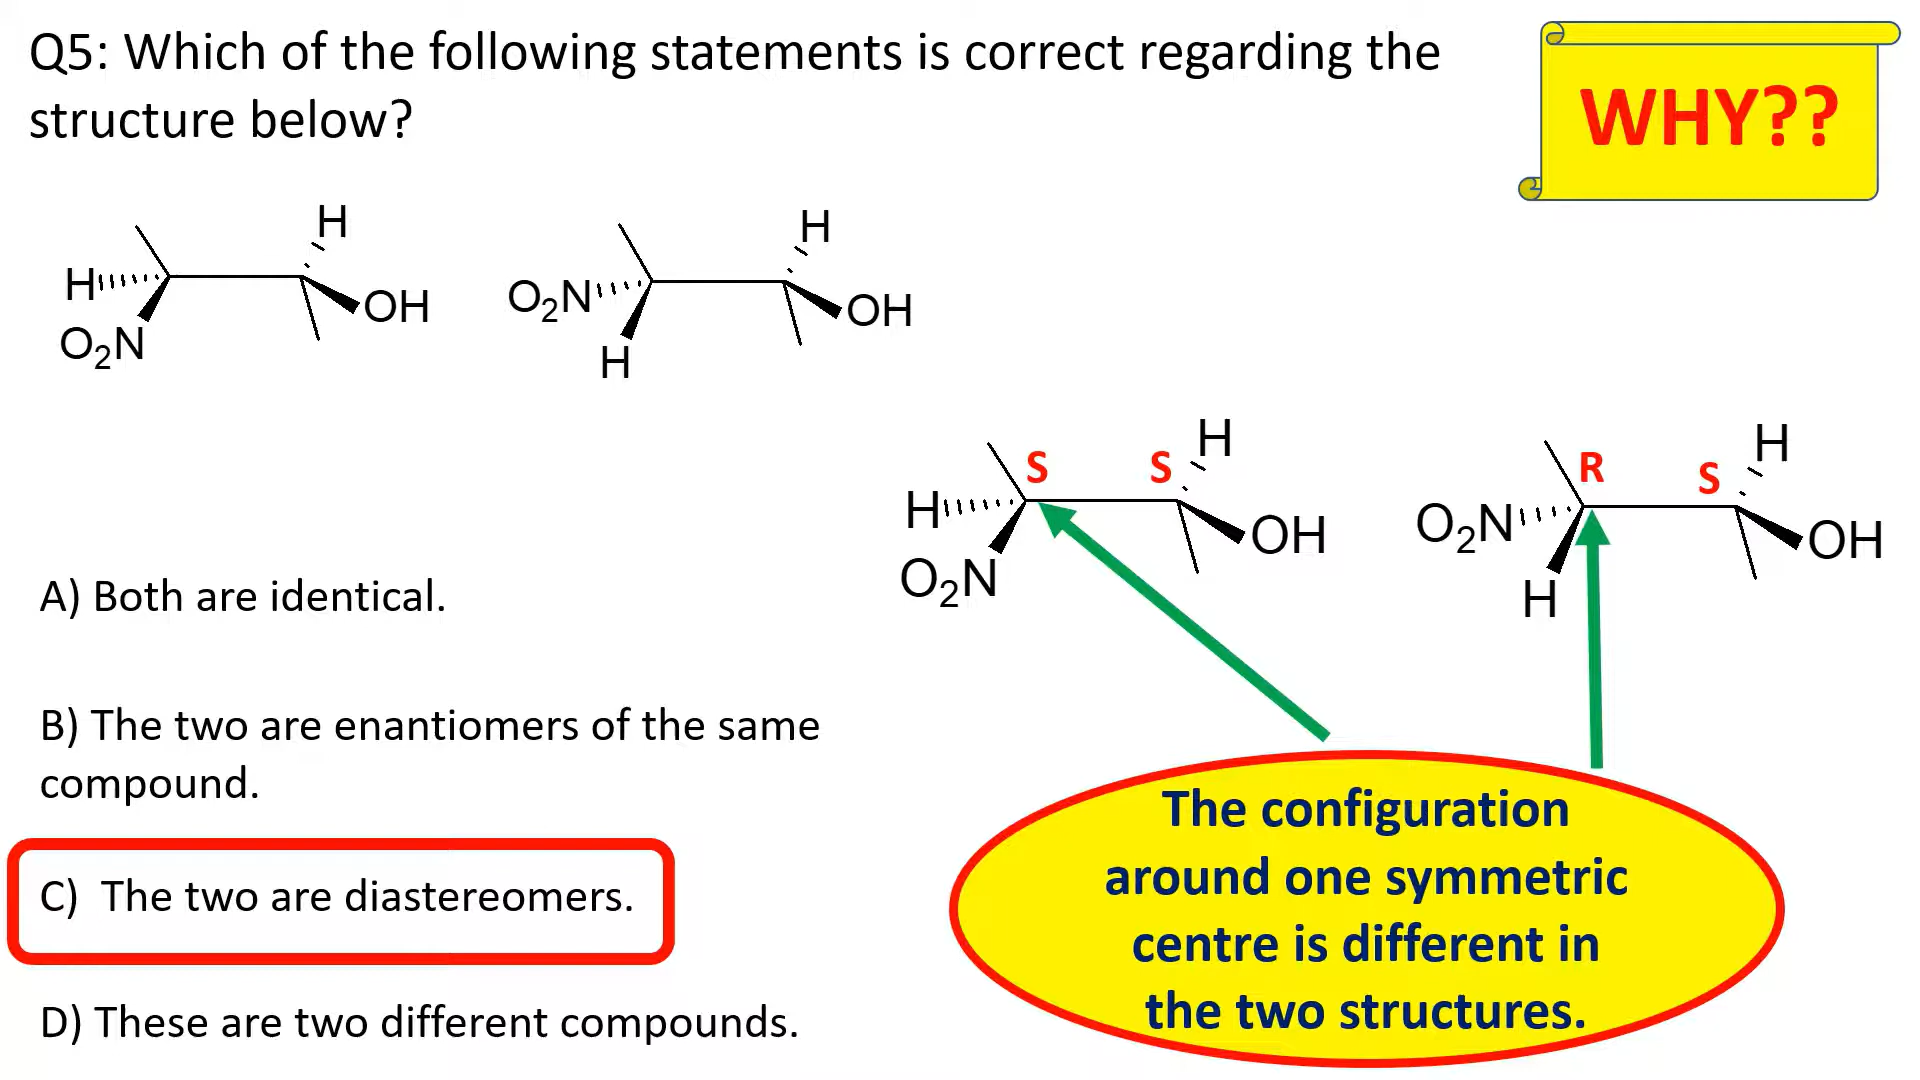 Q5: Which of the following statements is correct regarding the
structure below?
WHY??
H
H
O2N
OH
H
O2N
H
OH
S
S
H
H
O2N
OH
R
S
H
O2N
H
OH
A) Both are identical.
B) The two are enantiomers of the same
compound.
C) The two are diastereomers.
D) These are two different compounds.
The configuration
around one symmetric
centre is different in
the two structures.